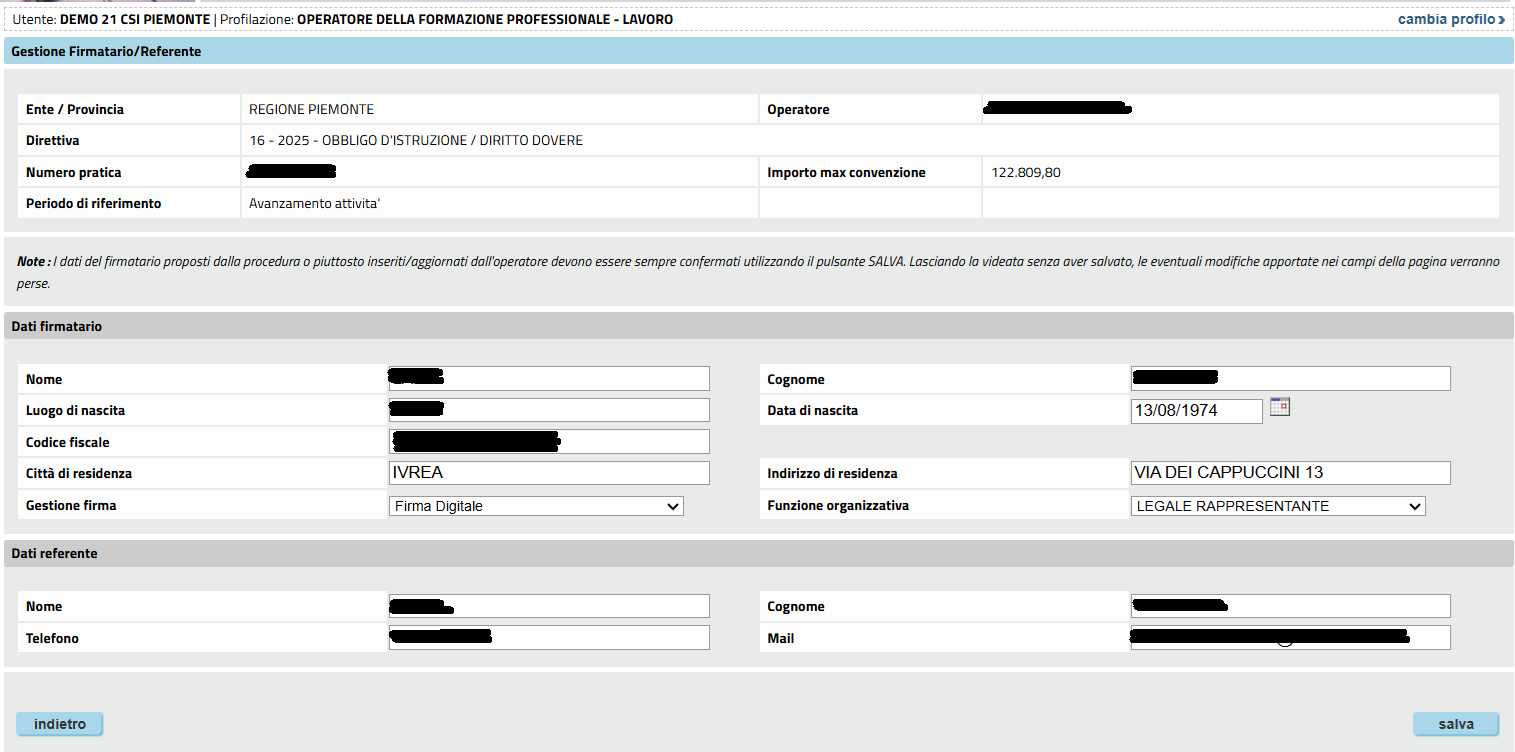 Utente: DEMO 21 CSI PIEMONTE | Profilazione: OPERATORE DELLA FORMAZIONE PROFESSIONALE - LAVORO cambia profilo
Gestione Firmatario/Referente
Ente / Provincia REGIONE PIEMONTE Operatore
Direttiva 16 - 2025 - OBBLIGO D'ISTRUZIONE / DIRITTO DOVERE
Numero pratica Importo max convenzione 122.809,80
Periodo di riferimento Avanzamento attivita'
Note : I dati del firmatario proposti dalla procedura o piuttosto inseriti/aggiornati dall'operatore devono essere sempre confermati utilizzando il pulsante SALVA. Lasciando la videata senza aver salvato, le eventuali modifiche apportate nei campi della pagina verranno
perse.
Dati firmatario
Nome Cognome
Luogo di nascita Data di nascita 13/08/1974
Codice fiscale
Città di residenza IVREA Indirizzo di residenza VIA DEI CAPPUCCINI 13
Gestione firma Firma Digitale Funzione organizzativa LEGALE RAPPRESENTANTE
Dati referente
Nome Cognome
Telefono Mail
indietro salva